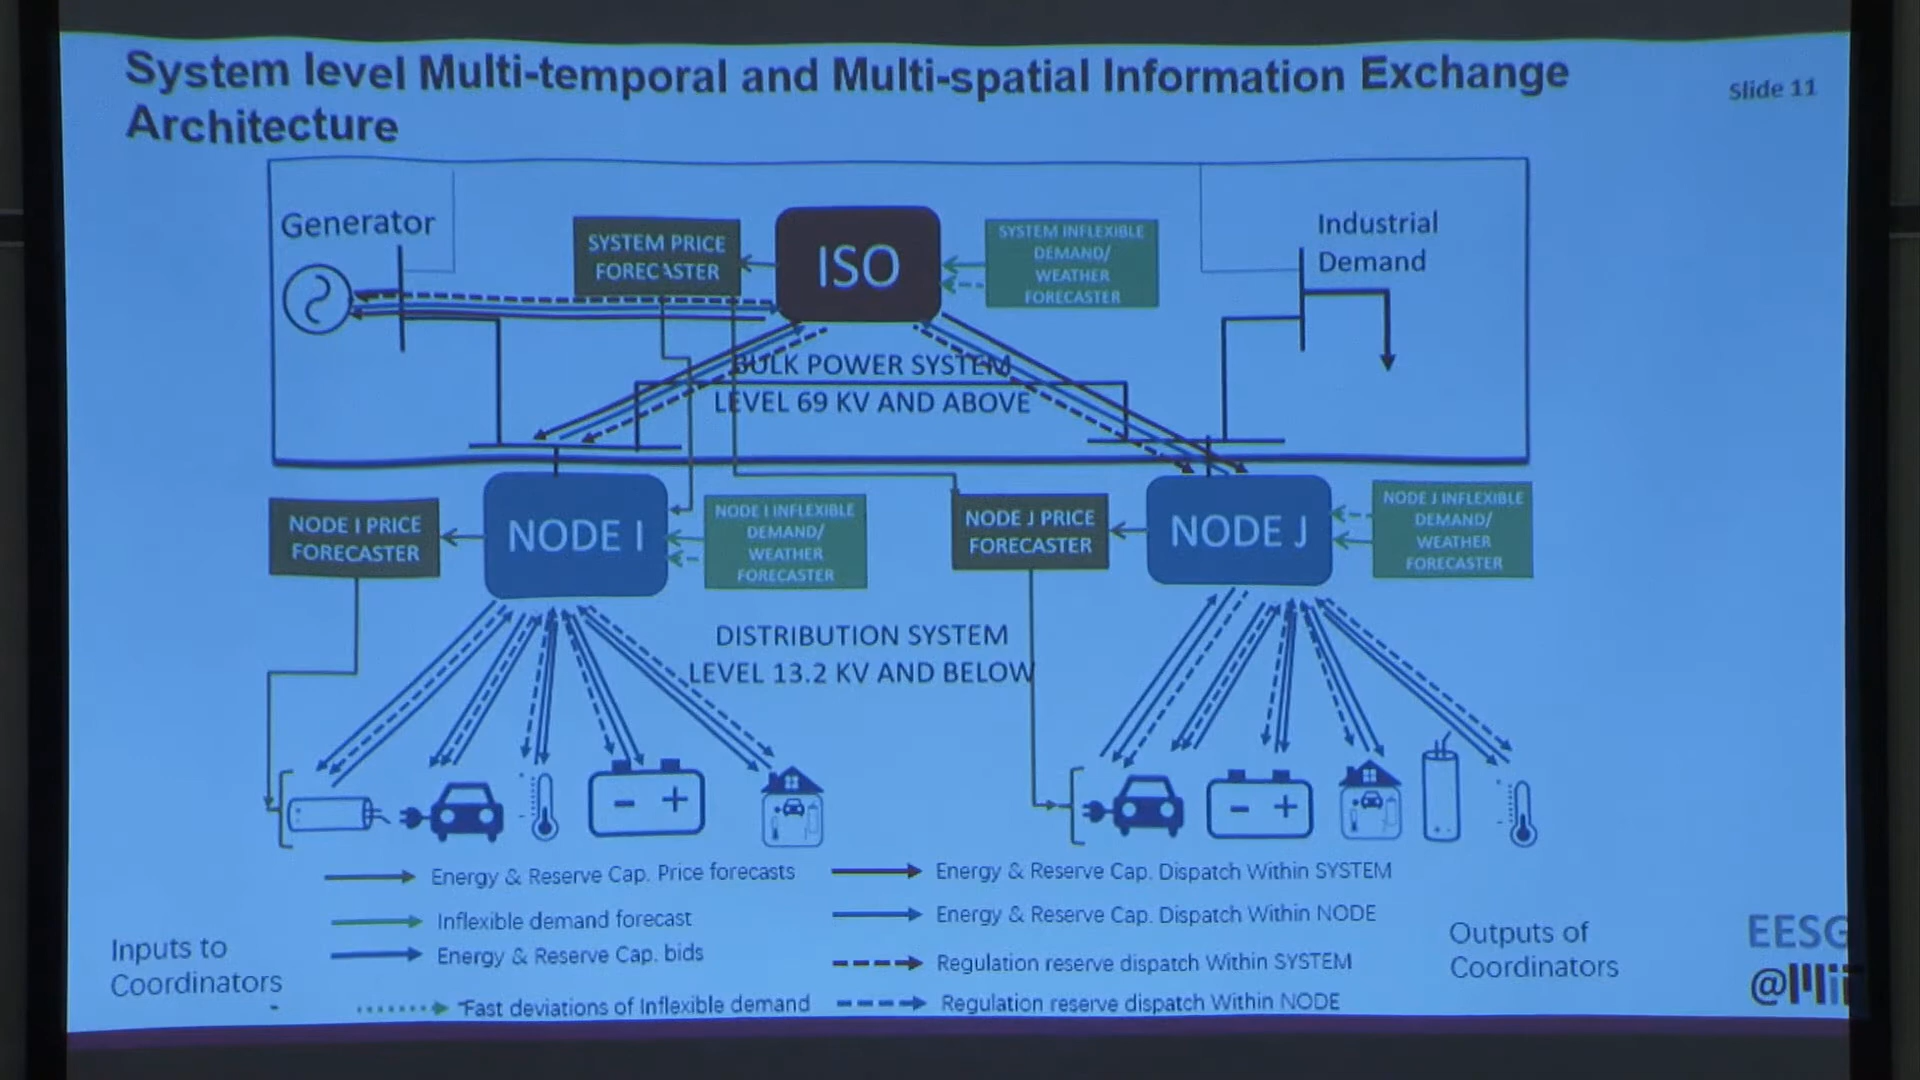 System level Multi-temporal and Multi-spatial Information Exchange
Architecture
Slide 11
Generator
SYSTEM PRICE
FORECASTER
ISO
SYSTEM INFLEXIBLE
DEMAND/
WEATHER
FORECASTER
Industrial
Demand
BULK POWER SYSTEM
LEVEL 69 KV AND ABOVE
NODE I PRICE
FORECASTER
NODE I
NODE I INFLEXIBLE
DEMAND/
WEATHER
FORECASTER
NODE J PRICE
FORECASTER
NODE J
NODE J INFLEXIBLE
DEMAND/
WEATHER
FORECASTER
DISTRIBUTION SYSTEM
LEVEL 13.2 KV AND BELOW
Inputs to
Coordinators
Energy & Reserve Cap. Price forecasts
Inflexible demand forecast
Energy & Reserve Cap. bids
Fast deviations of Inflexible demand
Energy & Reserve Cap. Dispatch Within SYSTEM
Energy & Reserve Cap. Dispatch Within NODE
Regulation reserve dispatch Within SYSTEM
Regulation reserve dispatch Within NODE
Outputs of
Coordinators
EESG
@MIT